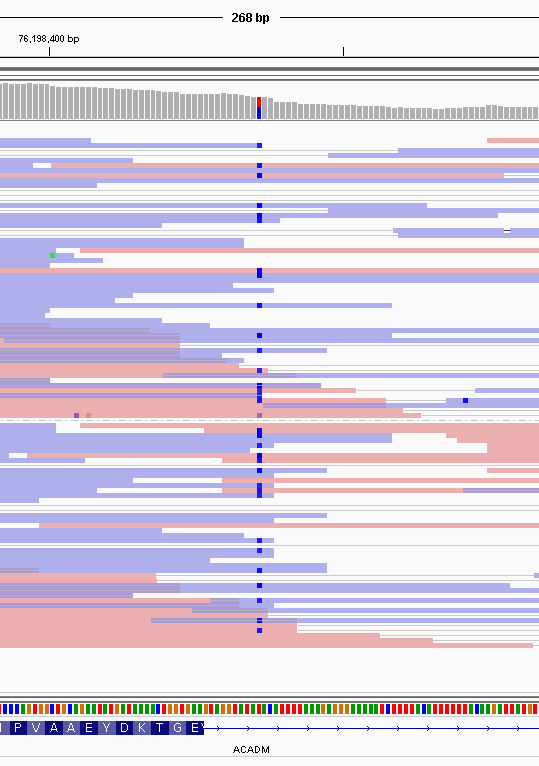 268 bp
76,198,400 bp
P V A A E Y D K T G E
ACADM